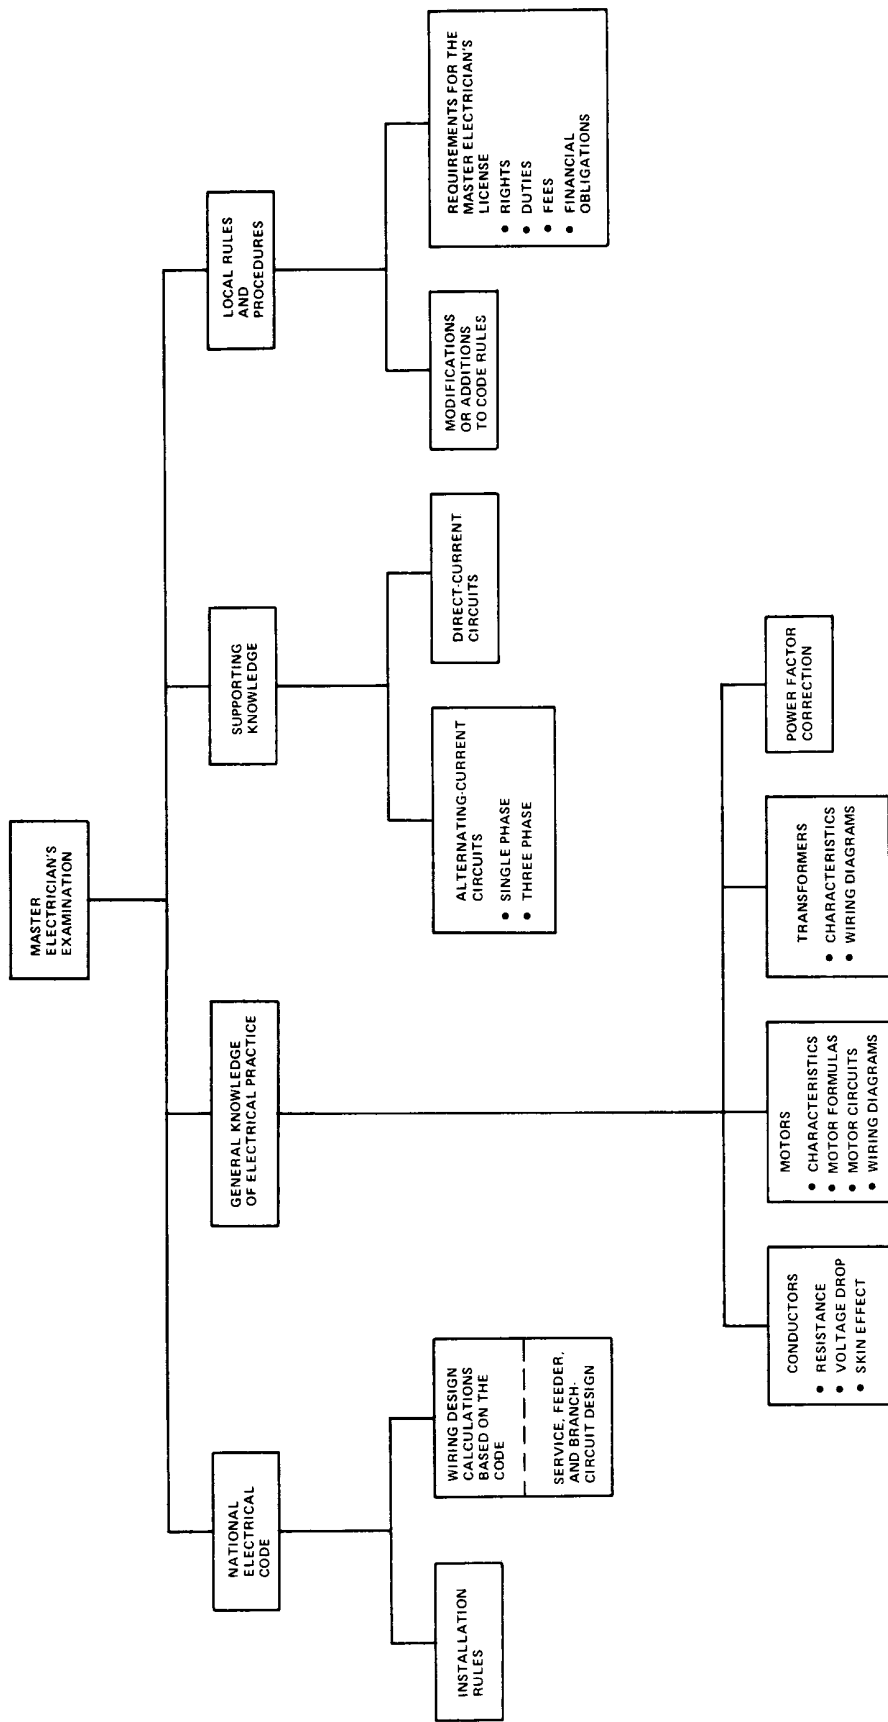 MASTER
ELECTRICIAN'S
EXAMINATION
NATIONAL
ELECTRICAL
CODE
GENERAL KNOWLEDGE
OF ELECTRICAL PRACTICE
SUPPORTING
KNOWLEDGE
LOCAL RULES
AND
PROCEDURES
INSTALLATION
RULES
WIRING DESIGN
CALCULATIONS
BASED ON THE
CODE
SERVICE, FEEDER,
AND BRANCH-
CIRCUIT DESIGN
ALTERNATING-CURRENT
CIRCUITS
• SINGLE PHASE
• THREE PHASE
DIRECT-CURRENT
CIRCUITS
MODIFICATIONS
OR ADDITIONS
TO CODE RULES
REQUIREMENTS FOR THE
MASTER ELECTRICIAN'S
LICENSE
• RIGHTS
• DUTIES
• FEES
• FINANCIAL
OBLIGATIONS
CONDUCTORS
• RESISTANCE
• VOLTAGE DROP
• SKIN EFFECT
MOTORS
• CHARACTERISTICS
• MOTOR FORMULAS
• MOTOR CIRCUITS
• WIRING DIAGRAMS
TRANSFORMERS
• CHARACTERISTICS
• WIRING DIAGRAMS
POWER FACTOR
CORRECTION